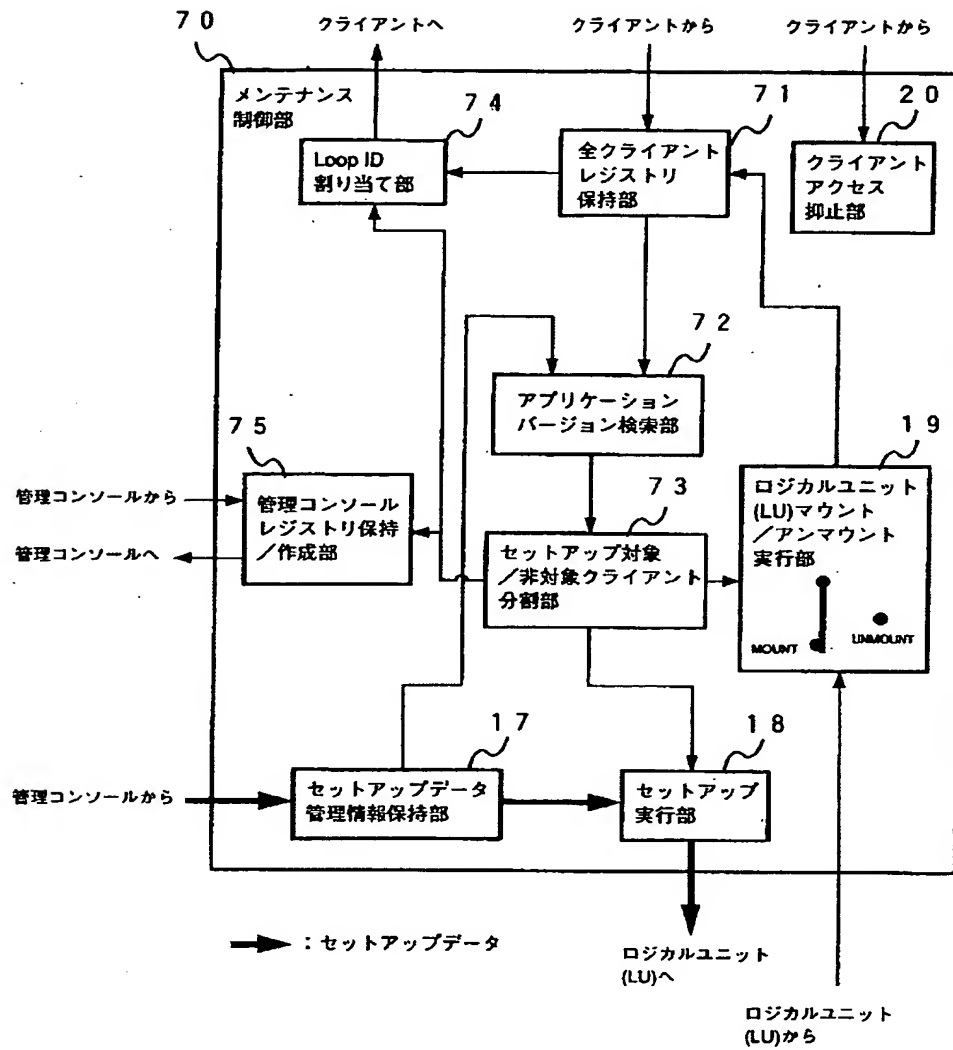 ７０
クライアントへ
クライアントから
クライアントから
メンテナンス
制御部
７４
Loop ID
割り当て部
７１
全クライアント
レジストリ
保持部
２０
クライアント
アクセス
抑止部
７２
アプリケーション
バージョン検索部
７５
管理コンソールから
管理コンソールへ
管理コンソール
レジストリ保持
／作成部
７３
セットアップ対象
／非対象クライアント
分割部
１９
ロジカルユニット
(LU)マウント
／アンマウント
実行部
MOUNT
UNMOUNT
１７
管理コンソールから
セットアップデータ
管理情報保持部
１８
セットアップ
実行部
：セットアップデータ
ロジカルユニット
(LU)へ
ロジカルユニット
(LU)から